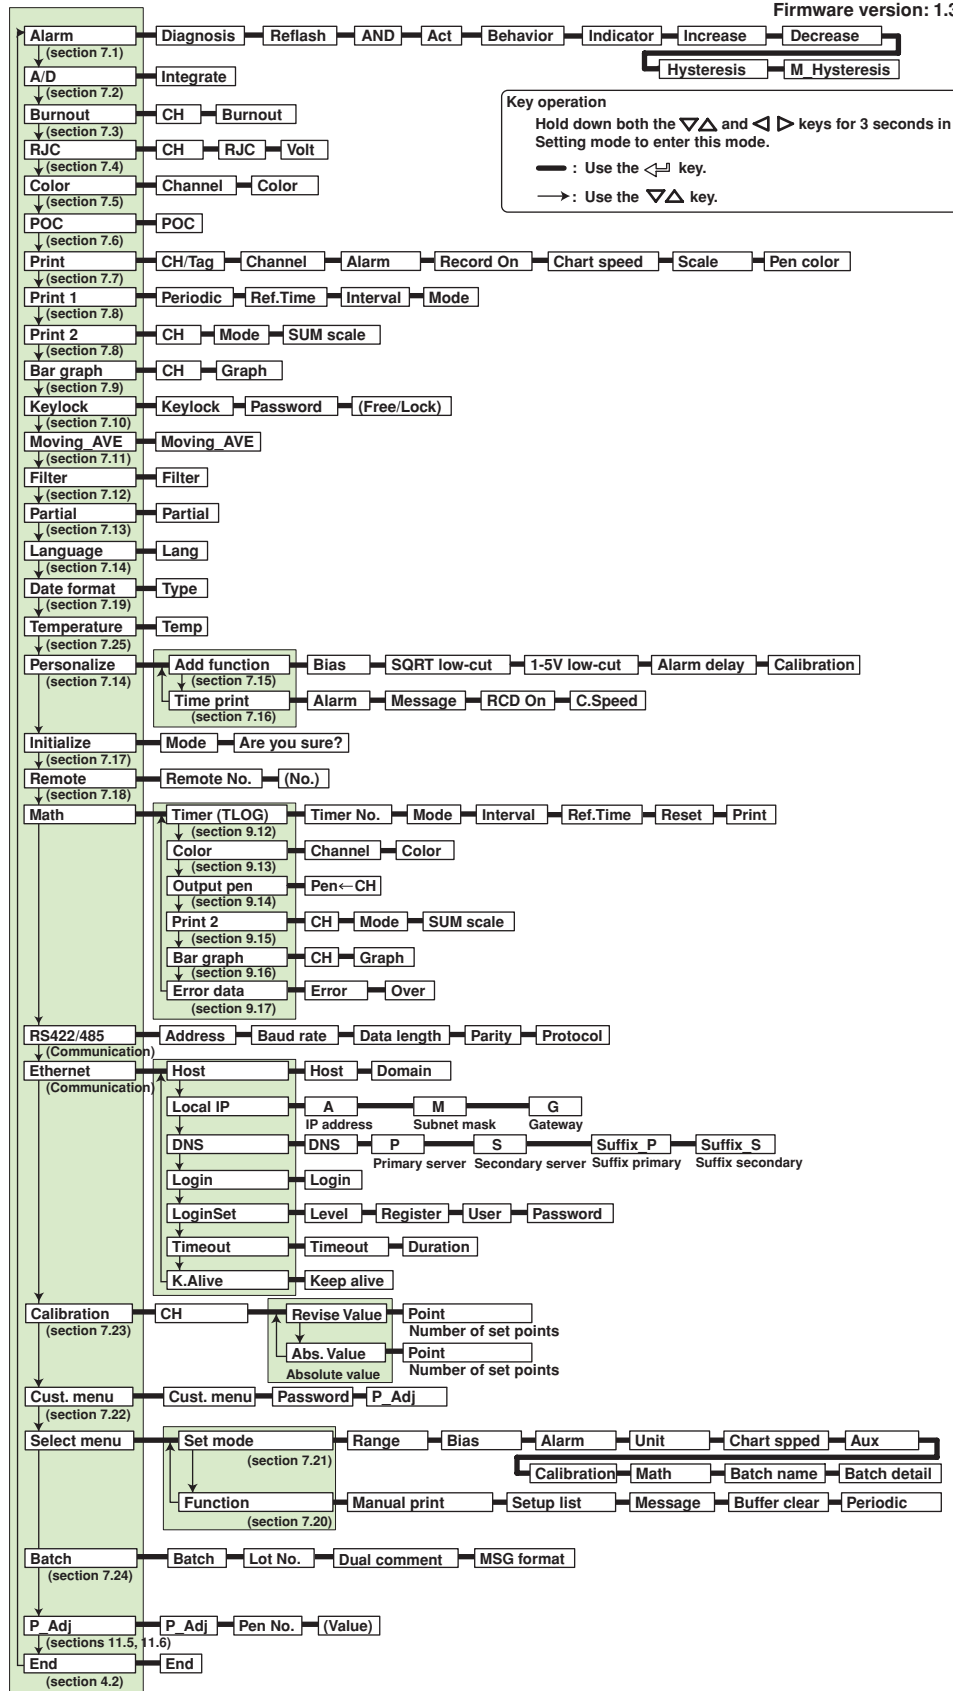 Firmware version: 1.3
Alarm Diagnosis Reflash AND Act Behavior Indicator Increase Decrease
(section 7.1)
Hysteresis M_Hysteresis
A/D Integrate
(section 7.2)
Key operation
Hold down both the ▽△ and ◁ ▷ keys for 3 seconds in
Setting mode to enter this mode.
: Use the key.
: Use the ▽△ key.
Burnout CH Burnout
(section 7.3)
RJC CH RJC Volt
(section 7.4)
Color Channel Color
(section 7.5)
POC POC
(section 7.6)
Print CH/Tag Channel Alarm Record On Chart speed Scale Pen color
(section 7.7)
Print 1 Periodic Ref.Time Interval Mode
(section 7.8)
Print 2 CH Mode SUM scale
(section 7.8)
Bar graph CH Graph
(section 7.9)
Keylock Keylock Password (Free/Lock)
(section 7.10)
Moving_AVE Moving_AVE
(section 7.11)
Filter Filter
(section 7.12)
Partial Partial
(section 7.13)
Language Lang
(section 7.14)
Date format Type
(section 7.19)
Temperature Temp
(section 7.25)
Personalize Add function Bias SQRT low-cut 1-5V low-cut Alarm delay Calibration
(section 7.14) (section 7.15)
Time print Alarm Message RCD On C.Speed
(section 7.16)
Initialize Mode Are you sure?
(section 7.17)
Remote Remote No. (No.)
(section 7.18)
Math Timer (TLOG) Timer No. Mode Interval Ref.Time Reset Print
(section 9.12)
Color Channel Color
(section 9.13)
Output pen Pen←CH
(section 9.14)
Print 2 CH Mode SUM scale
(section 9.15)
Bar graph CH Graph
(section 9.16)
Error data Error Over
(section 9.17)
RS422/485 Address Baud rate Data length Parity Protocol
(Communication)
Ethernet Host Host Domain
(Communication)
Local IP A M G
IP address Subnet mask Gateway
DNS DNS P S Suffix_P Suffix_S
Primary server Secondary server Suffix primary Suffix secondary
Login Login
LoginSet Level Register User Password
Timeout Timeout Duration
K.Alive Keep alive
Calibration CH Revise Value Point
(section 7.23) Number of set points
Abs. Value Point
Absolute value Number of set points
Cust. menu Cust. menu Password P_Adj
(section 7.22)
Select menu Set mode Range Bias Alarm Unit Chart spped Aux
(section 7.21)
Calibration Math Batch name Batch detail
Function Manual print Setup list Message Buffer clear Periodic
(section 7.20)
Batch Batch Lot No. Dual comment MSG format
(section 7.24)
P_Adj P_Adj Pen No. (Value)
(sections 11.5, 11.6)
End End
(section 4.2)